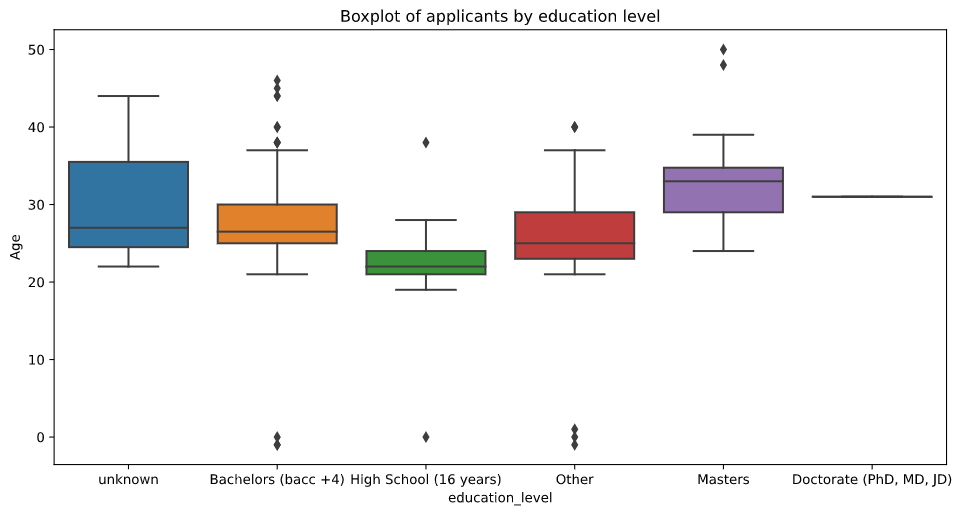 Boxplot of applicants by education level
Age
50
40
30
20
10
0
unknown
Bachelors (bacc +4)
High School (16 years)
Other
Masters
Doctorate (PhD, MD, JD)
education_level